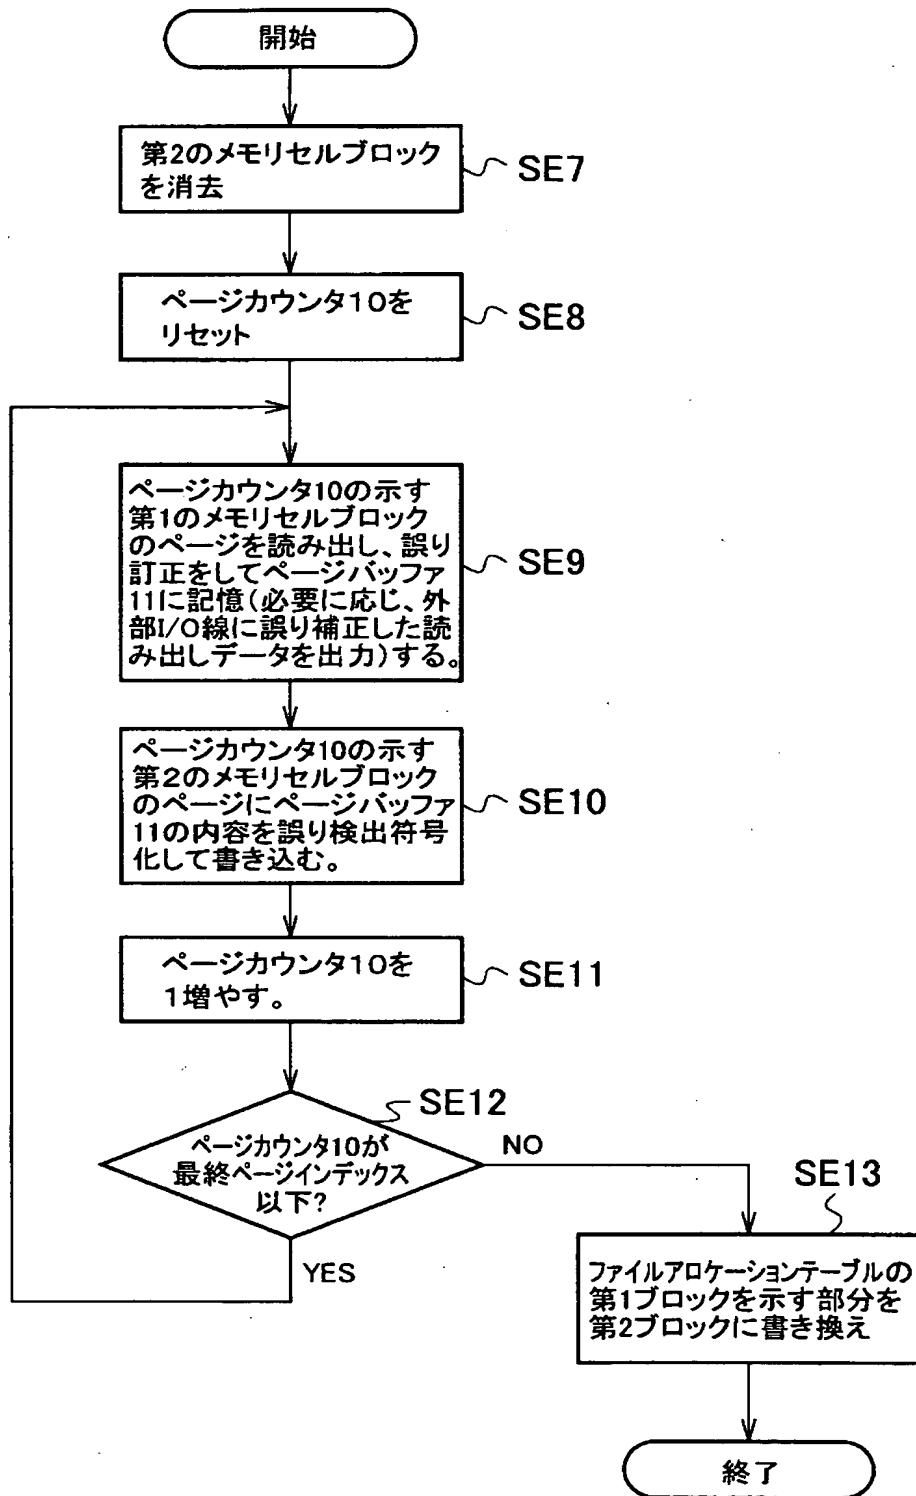 開始
第2のメモリセルブロック
を消去
SE7
ページカウンタ10を
リセット
SE8
ページカウンタ10の示す
第1のメモリセルブロック
のページを読み出し、誤り
訂正をしてページバッファ
11に記憶(必要に応じ、外
部I/O線に誤り補正した読
み出しデータを出力)する。
SE9
ページカウンタ10の示す
第2のメモリセルブロック
のページにページバッファ
11の内容を誤り検出符号
化して書き込む。
SE10
ページカウンタ10を
1増やす。
SE11
SE12
ページカウンタ10が
最終ページインデックス
以下?
NO
YES
SE13
ファイルアロケーションテーブルの
第1ブロックを示す部分を
第2ブロックに書き換え
終了